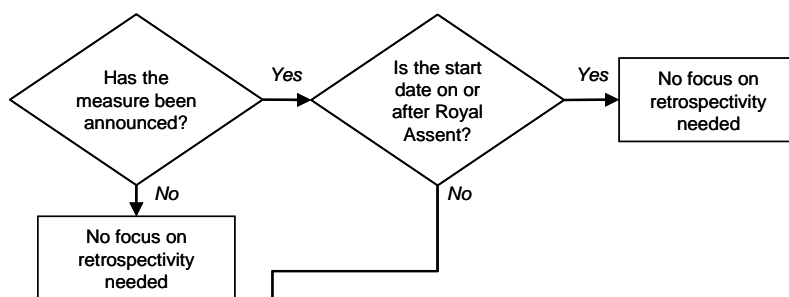 Has the
measure been
announced?
Yes
Is the start
date on or
after Royal
Assent?
Yes
No focus on
retrospectivity
needed
No
No focus on
retrospectivity
needed
No